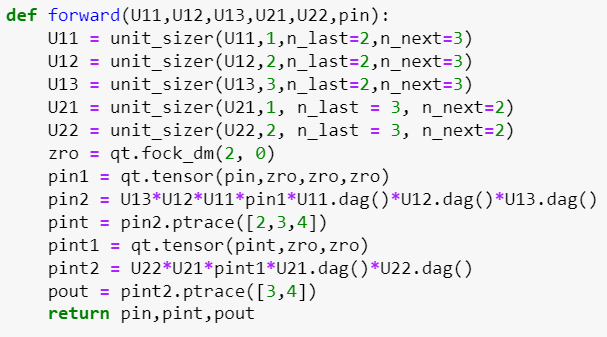 def forward(U11,U12,U13,U21,U22,pin):
    U11 = unit_sizer(U11,1,n_last=2,n_next=3)
    U12 = unit_sizer(U12,2,n_last=2,n_next=3)
    U13 = unit_sizer(U13,3,n_last=2,n_next=3)
    U21 = unit_sizer(U21,1, n_last = 3, n_next=2)
    U22 = unit_sizer(U22,2, n_last = 3, n_next=2)
    zro = qt.fock_dm(2, 0)
    pin1 = qt.tensor(pin,zro,zro,zro)
    pin2 = U13*U12*U11*pin1*U11.dag()*U12.dag()*U13.dag()
    pint = pin2.ptrace([2,3,4])
    pint1 = qt.tensor(pint,zro,zro)
    pint2 = U22*U21*pint1*U21.dag()*U22.dag()
    pout = pint2.ptrace([3,4])
    return pin,pint,pout